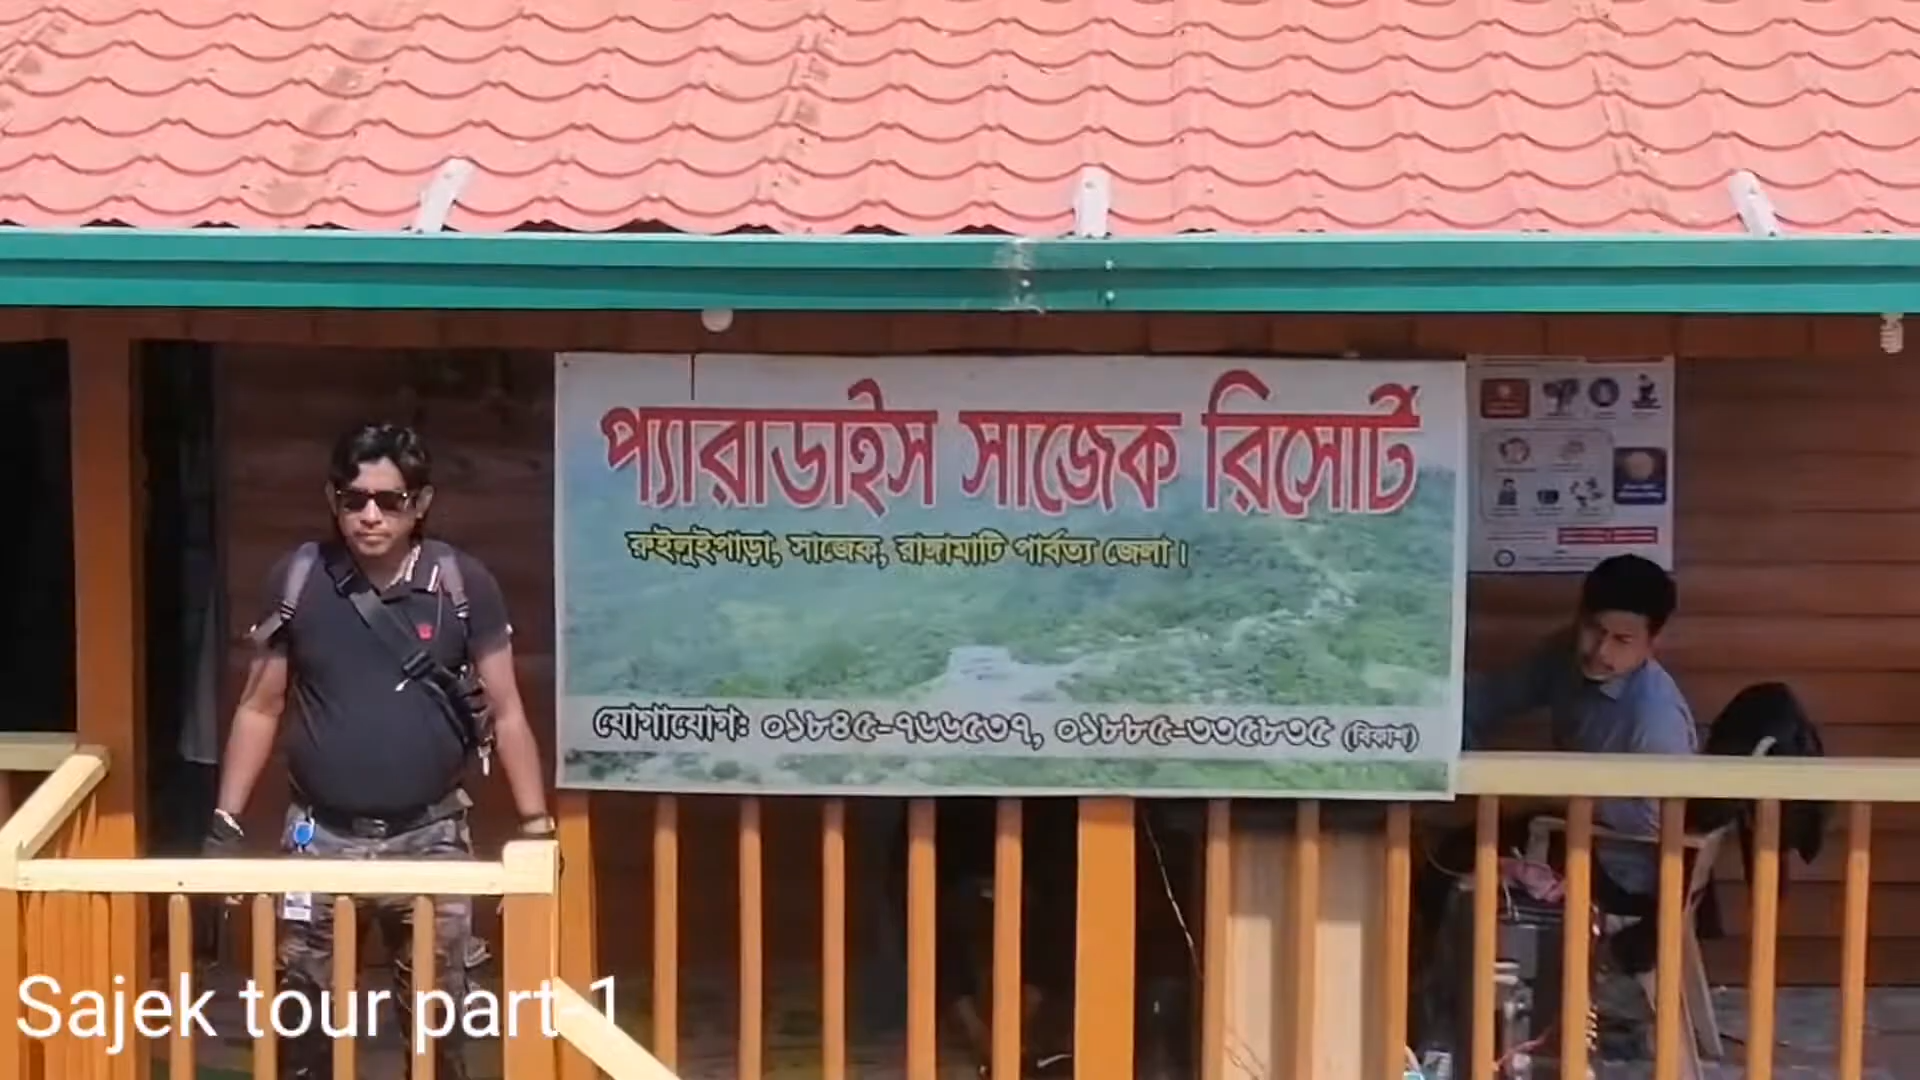 প্যারাডাইস সাজেক রিসোর্ট
রুইলুইপাড়া, সাজেক, রাঙ্গামাটি পার্বত্য জেলা।
যোগাযোগ: ০১৮৪৫-৭৬৬৫৩৭, ০১৮৮৫-৩৩৫৮৩৫ (বিকাশ)
Sajek tour part-1